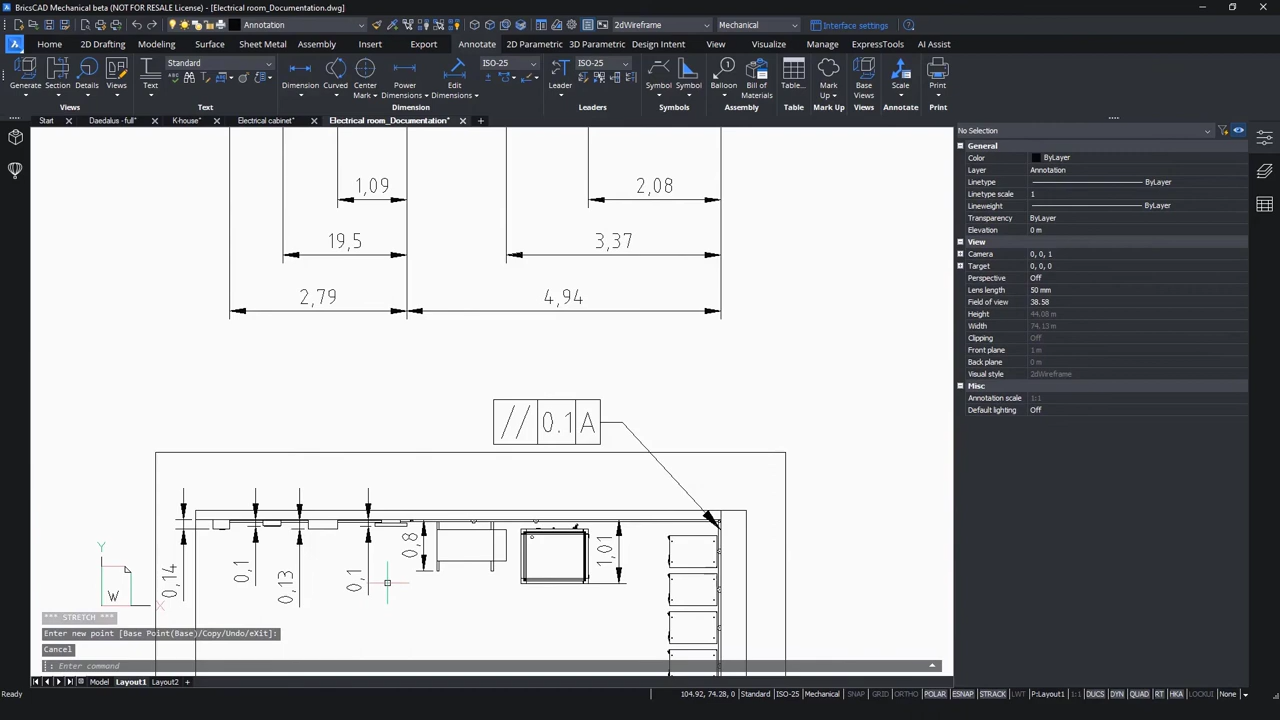 BricsCAD Mechanical beta (NOT FOR RESALE License) - [Electrical room_Documentation.dwg]
Annotation 2dWireframe Mechanical Interface settings
Home 2D Drafting Modeling Surface Sheet Metal Assembly Insert Export Annotate 2D Parametric 3D Parametric Design Intent View Visualize Manage ExpressTools AI Assist
Standard ISO-25 ISO-25
Generate Section Details Views Text Dimension Curved Center Mark Power Dimensions Edit Dimensions Leader Symbol Symbol Balloon Bill of Materials Table Mark Up Base Views Scale Print
Views Text Dimension Leaders Symbols Assembly Table Mark Up Views Annotate Print
Start Daedalus - full* K-house* Electrical cabinet* Electrical room_Documentation*
No Selection
General
Color ByLayer
Layer Annotation
Linetype ByLayer
Linetype scale 1
Lineweight ByLayer
Transparency ByLayer
Elevation 0 m
View
Camera 0, 0, 1
Target 0, 0, 0
Perspective Off
Lens length 50 mm
Field of view 38.58
Height 44.08 m
Width 74.13 m
Clipping Off
Front plane 1 m
Back plane 0 m
Visual style 2dWireframe
Misc
Annotation scale 1:1
Default lighting Off
1,09 2,08
19,5 3,37
2,79 4,94
// 0.1 A
0,14 0,1 0,13 0,1 0,8 1,01
Y
W
X
*** STRETCH ***
Enter new point [Base Point(Base)/Copy/Undo/eXit]:
Cancel
: Enter command
Model Layout1 Layout2 +
Ready 104.92, 74.28, 0 Standard ISO-25 Mechanical SNAP GRID ORTHO POLAR ESNAP STRACK LWT P:Layout1 1:1 DUCS DYN QUAD RT HKA LOCKUI None